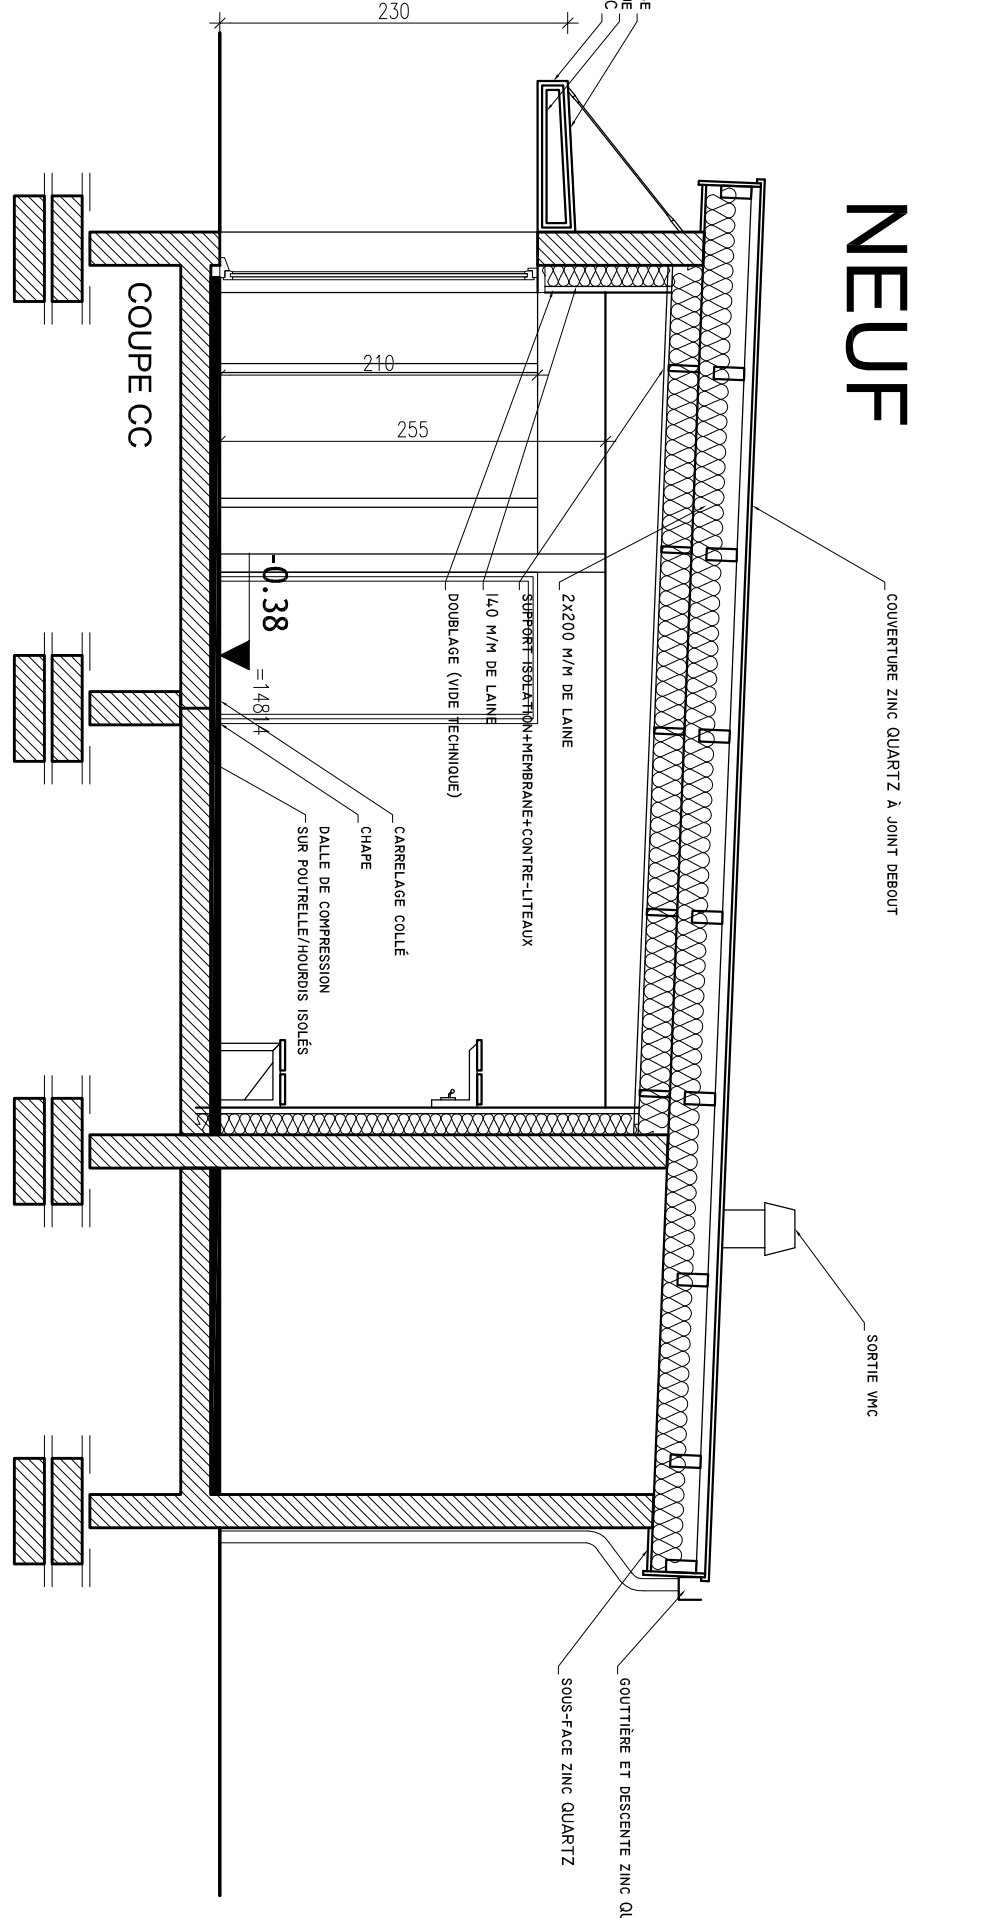 NEUF
COUVERTURE ZINC QUARTZ À JOINT DEBOUT
SORTIE VMC
GOUTTIÈRE ET DESCENTE ZINC
SOUS-FACE ZINC QUARTZ
2x200 M/M DE LAINE
SUPPORT ISOLATION+MEMBRANE+CONTRE-LITEAUX
140 M/M DE LAINE
DOUBLAGE (VIDE TECHNIQUE)
230
210
255
-0.38
=14814
CARRELAGE COLLÉ
CHAPE
DALLE DE COMPRESSION
SUR POUTRELLE/HOURDIS ISOLÉS
COUPE CC